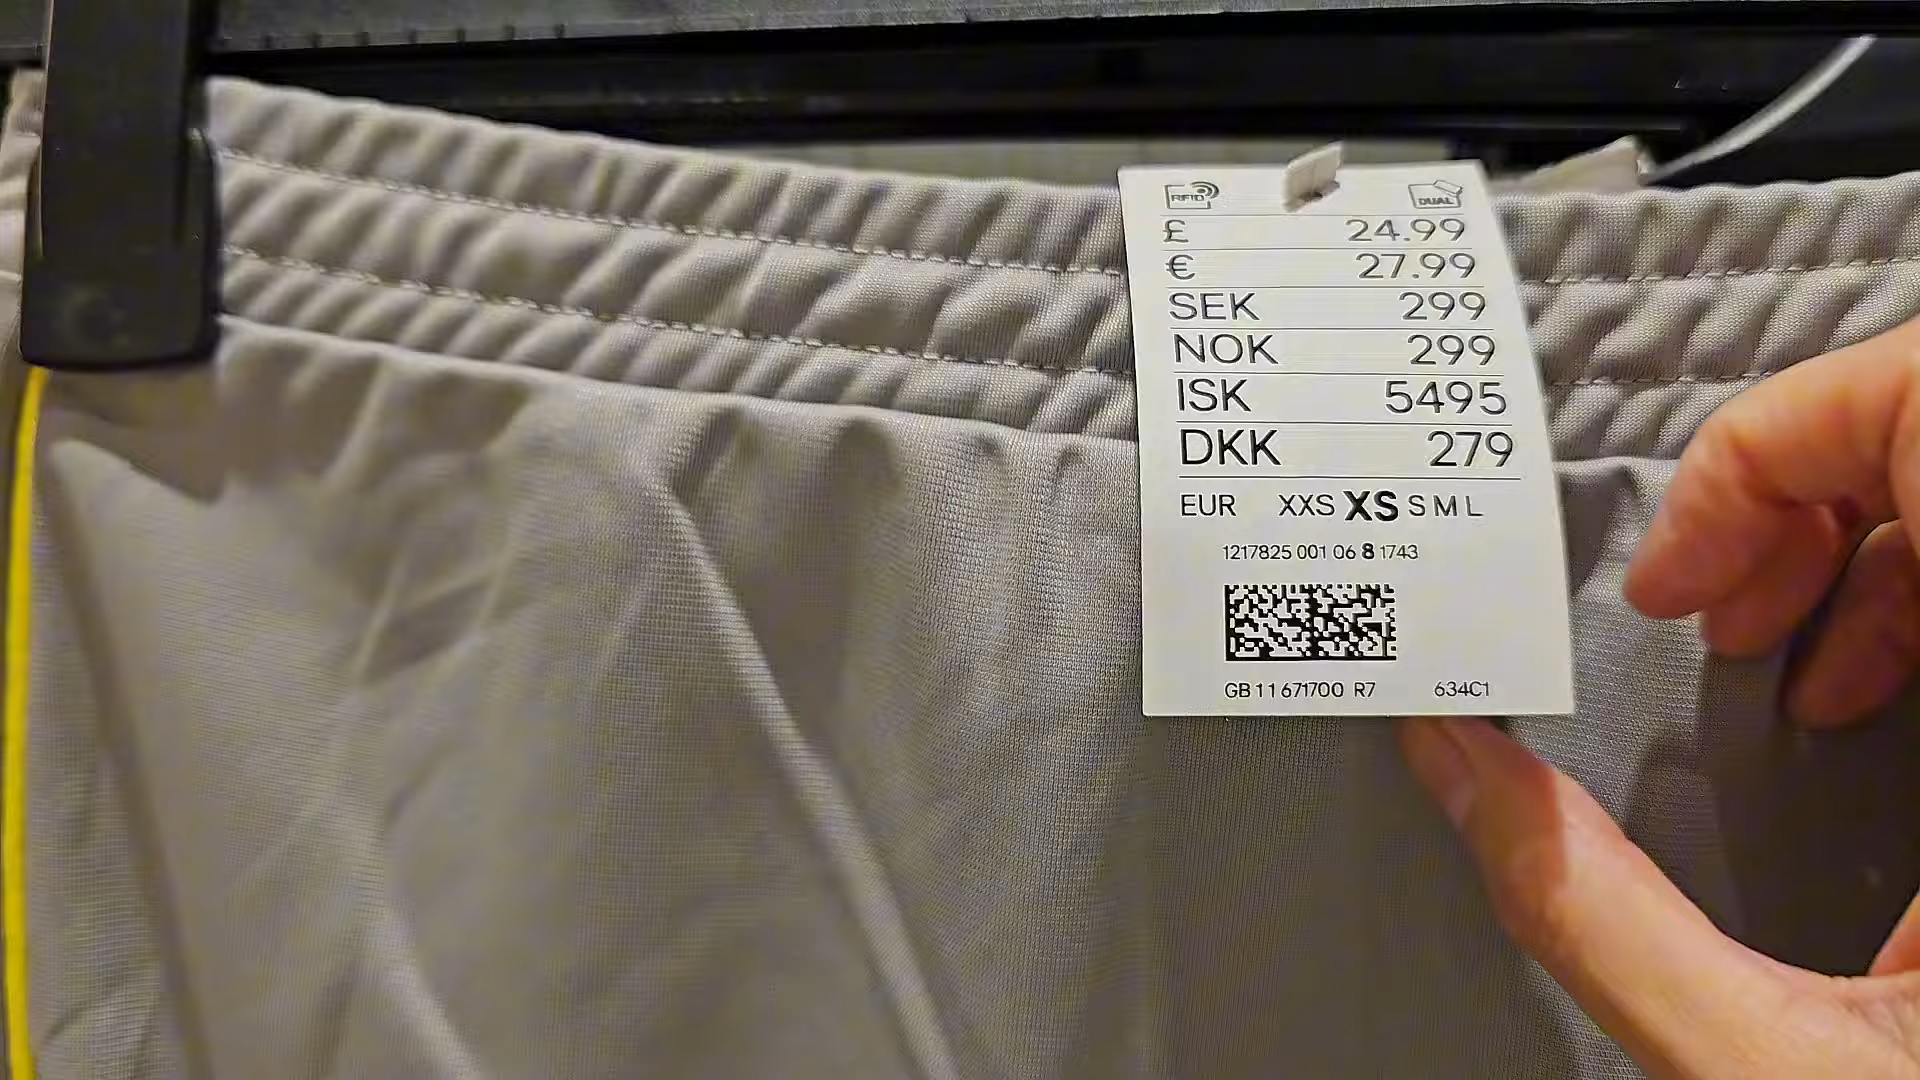 RFID DUAL
£ 24.99
€ 27.99
SEK 299
NOK 299
ISK 5495
DKK 279
EUR XXS XS S M L
1217825 001 06 8 1743
GB 11 671700 R7 634C1